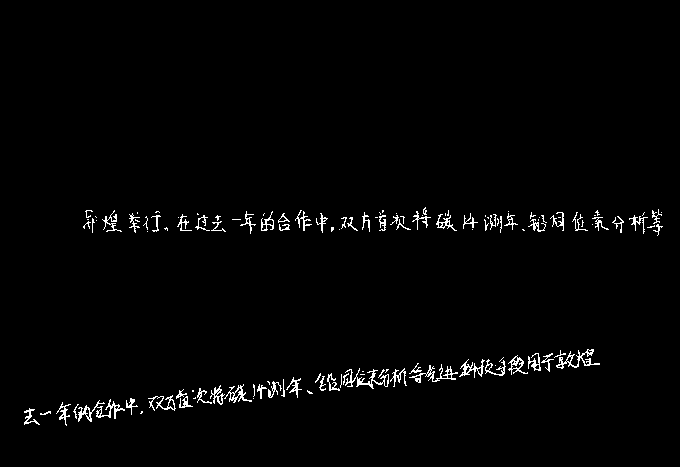 敦煌举行。在过去一年的合作中，双方首次将碳14测年、铅同位素分析等
去一年的合作中，双方首次将碳14测年、铅同位素分析等先进科技手段用于敦煌